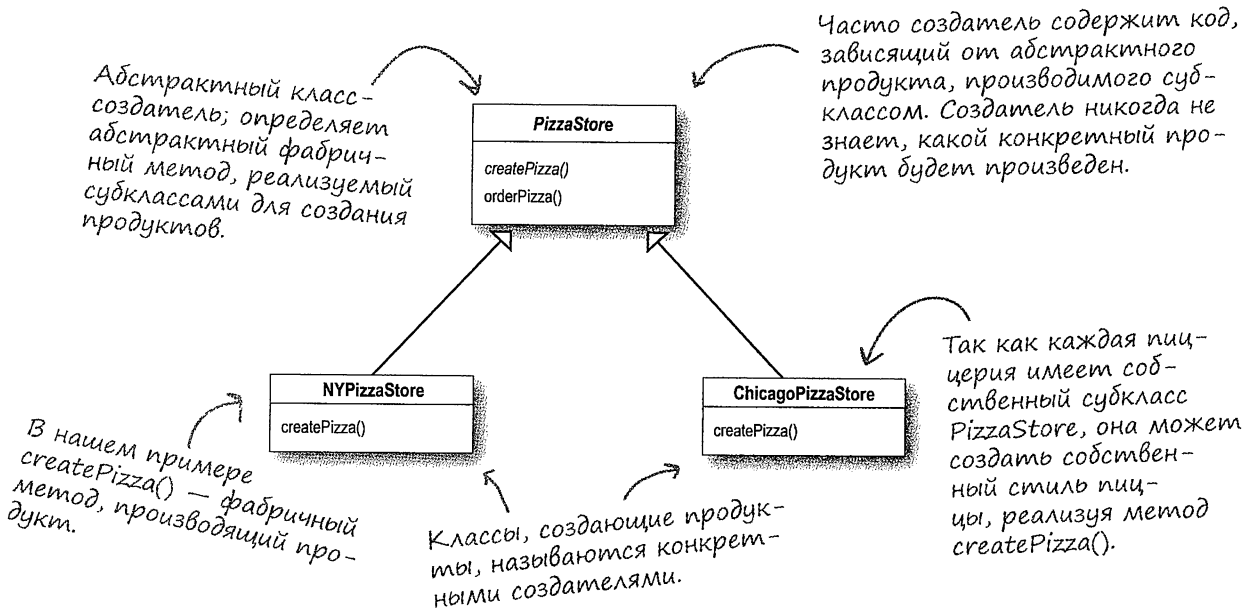 Абстрактный класс-
создатель; определяет
абстрактный фабрич-
ный метод, реализуемый
субклассами для создания
продуктов.
PizzaStore
createPizza()
orderPizza()
Часто создатель содержит код,
зависящий от абстрактного
продукта, производимого суб-
классом. Создатель никогда не
знает, какой конкретный про-
дукт будет произведен.
NYPizzaStore
createPizza()
ChicagoPizzaStore
createPizza()
В нашем примере
createPizza() — фабричный
метод, производящий про-
дукт.
Классы, создающие продук-
ты, называются конкрет-
ными создателями.
Так как каждая пиц-
церия имеет соб-
ственный субкласс
PizzaStore, она может
создать собствен-
ный стиль пиц-
цы, реализуя метод
createPizza().